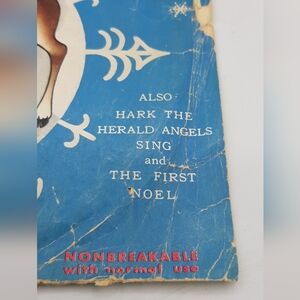 ALSO
HARK THE
HERALD ANGELS
SING
and
THE FIRST
NOEL
NONBREAKABLE
with normal use